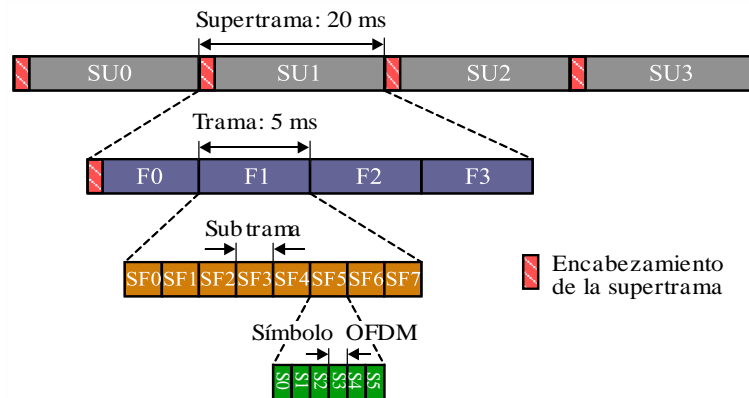 Supertrama: 20 ms
SU0 SU1 SU2 SU3
Trama: 5 ms
F0 F1 F2 F3
Subtrama
SF0 SF1 SF2 SF3 SF4 SF5 SF6 SF7
Encabezamiento
de la supertrama
Símbolo OFDM
S0 S1 S2 S3 S4 S5